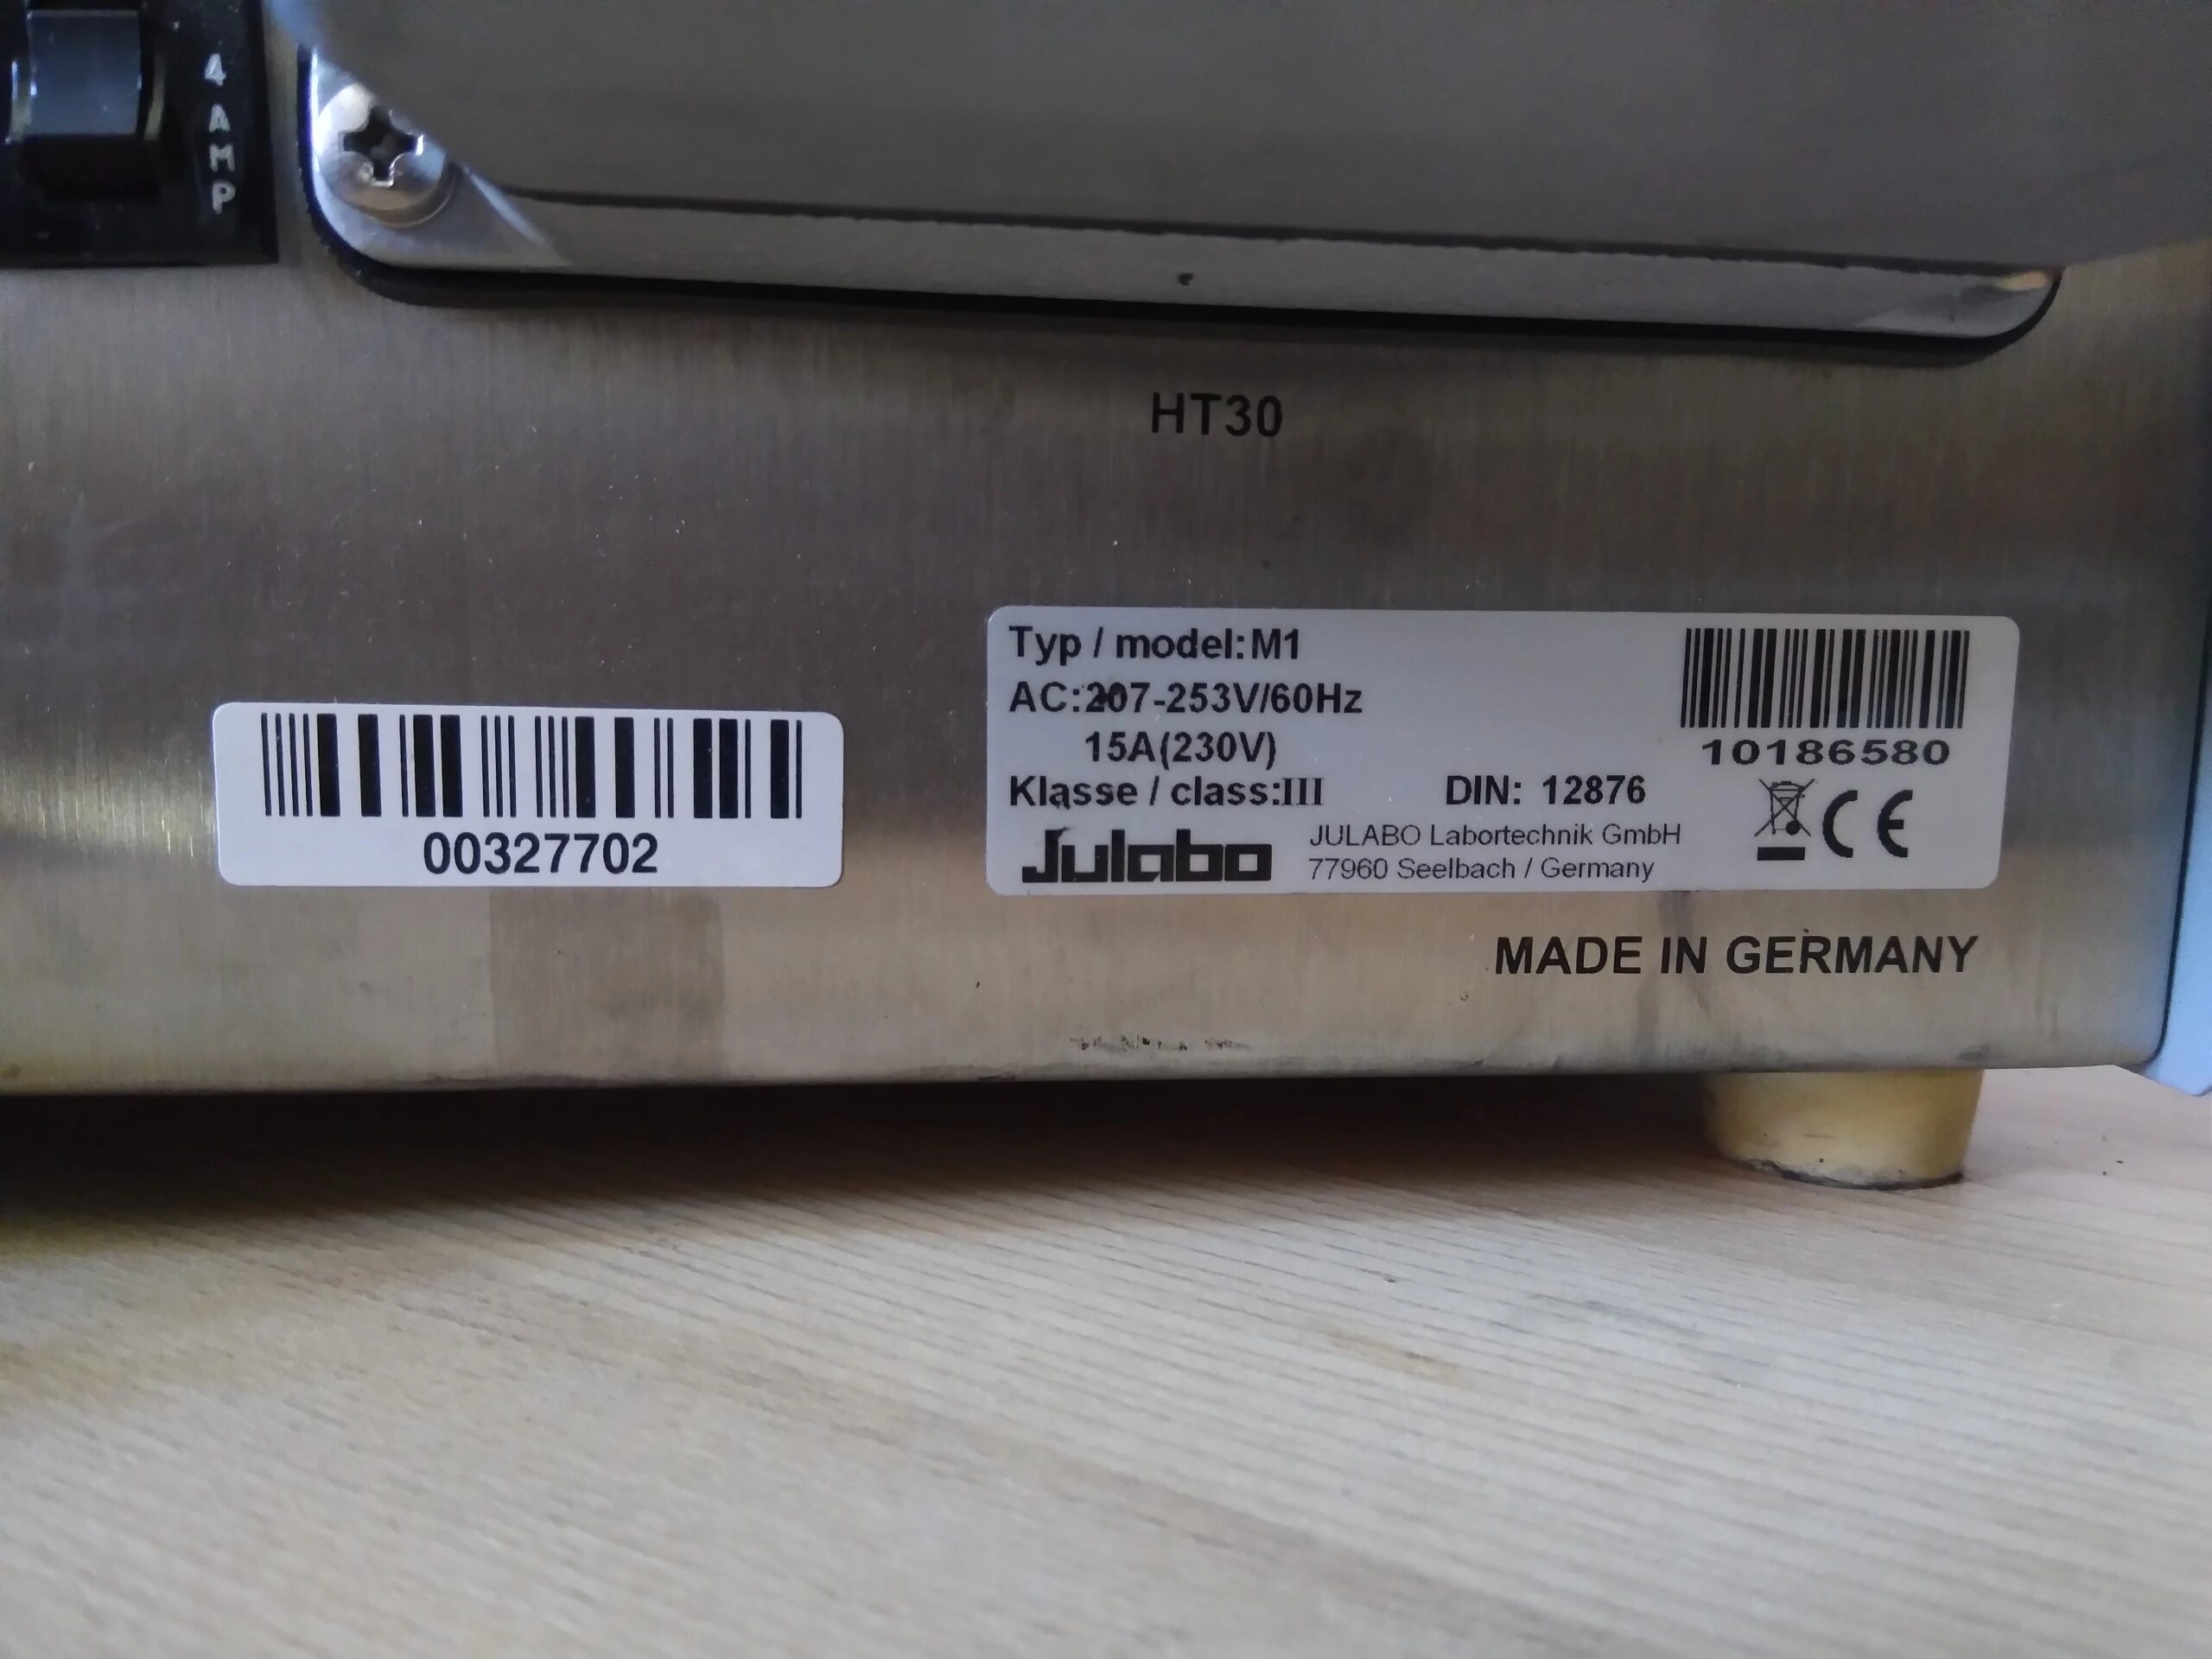 4 AMP
HT30
Typ / model:M1
AC:207-253V/60Hz
15A(230V)
Klasse / class:III
DIN: 12876
10186580
CE
Julabo
JULABO Labortechnik GmbH
77960 Seelbach / Germany
00327702
MADE IN GERMANY